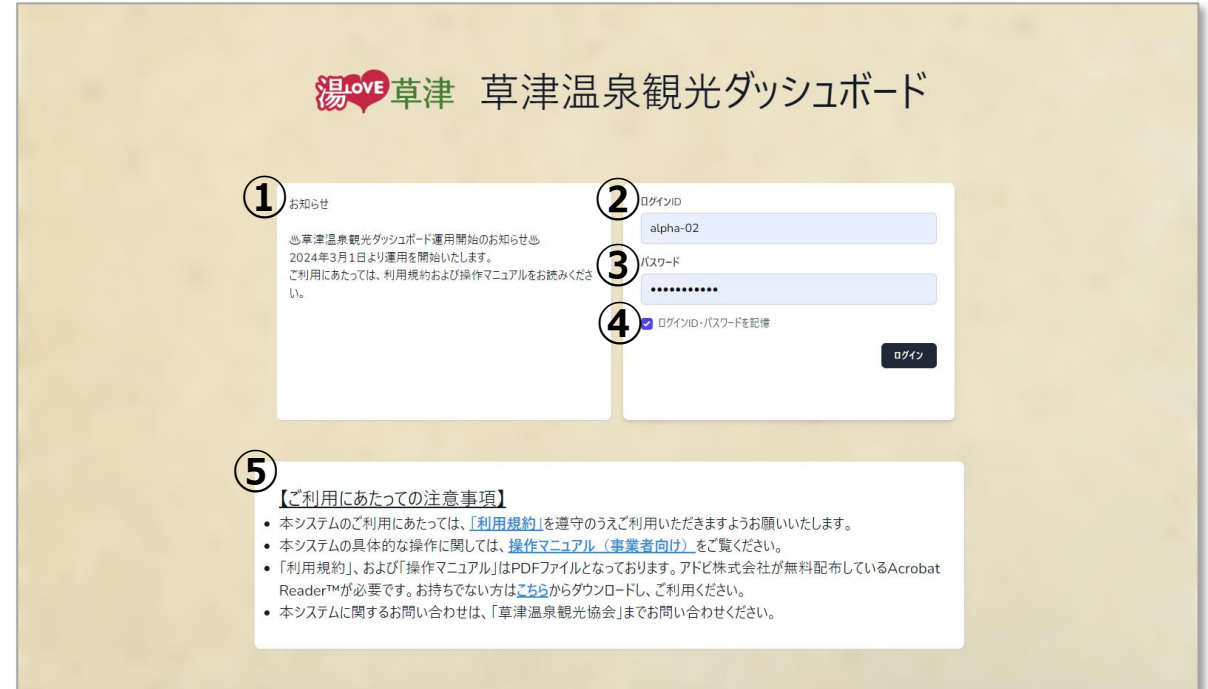 湯LOVE草津 草津温泉観光ダッシュボード
①
お知らせ
♨草津温泉観光ダッシュボード運用開始のお知らせ♨
2024年3月1日より運用を開始いたします。
ご利用にあたっては、利用規約および操作マニュアルをお読みくださ
い。
②
ログインID
alpha-02
③
パスワード
•••••••••••
④
ログインID・パスワードを記憶
ログイン
⑤
【ご利用にあたっての注意事項】
• 本システムのご利用にあたっては、「利用規約」を遵守のうえご利用いただきますようお願いいたします。
• 本システムの具体的な操作に関しては、操作マニュアル（事業者向け）をご覧ください。
• 「利用規約」、および「操作マニュアル」はPDFファイルとなっております。アドビ株式会社が無料配布しているAcrobat
Reader™が必要です。お持ちでない方はこちらからダウンロードし、ご利用ください。
• 本システムに関するお問い合わせは、「草津温泉観光協会」までお問い合わせください。